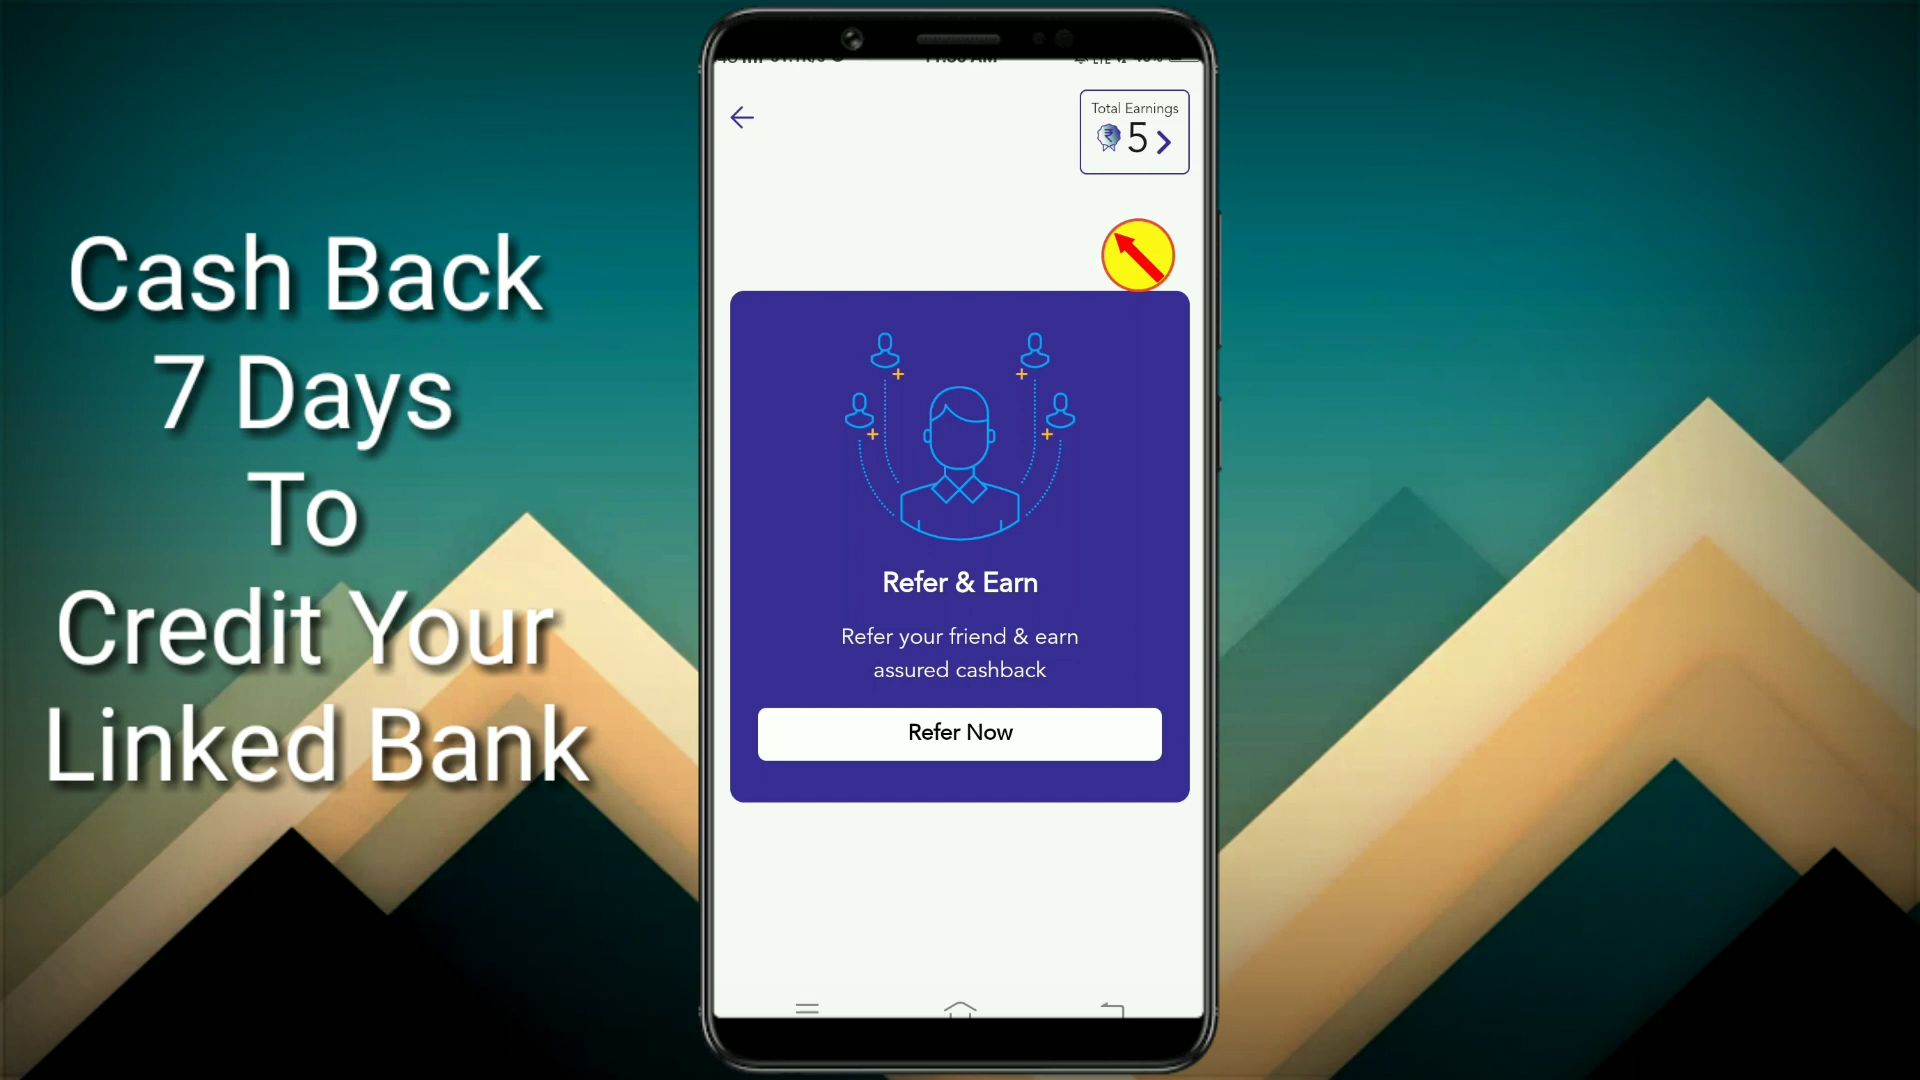 Cash Back
7 Days
To
Credit Your
Linked Bank
Total Earnings
₹ 5
Refer & Earn
Refer your friend & earn
assured cashback
Refer Now